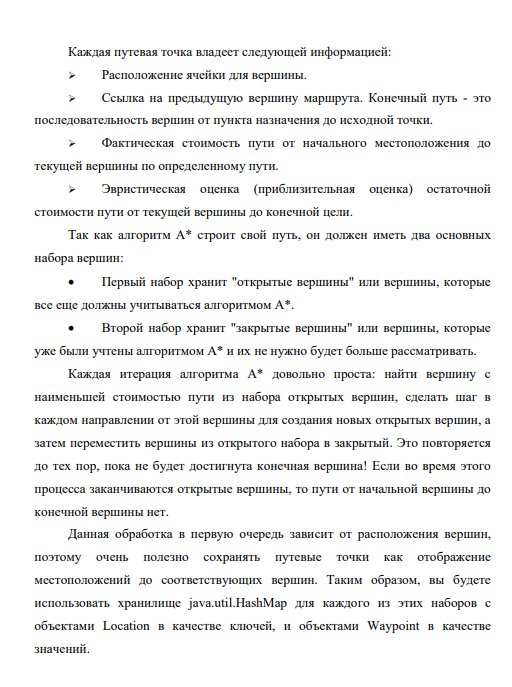 Каждая путевая точка владеет следующей информацией:
➢ Расположение ячейки для вершины.
➢ Ссылка на предыдущую вершину маршрута. Конечный путь - это
последовательность вершин от пункта назначения до исходной точки.
➢ Фактическая стоимость пути от начального местоположения до
текущей вершины по определенному пути.
➢ Эвристическая оценка (приблизительная оценка) остаточной
стоимости пути от текущей вершины до конечной цели.
Так как алгоритм А* строит свой путь, он должен иметь два основных
набора вершин:
• Первый набор хранит "открытые вершины" или вершины, которые
все еще должны учитываться алгоритмом А*.
• Второй набор хранит "закрытые вершины" или вершины, которые
уже были учтены алгоритмом А* и их не нужно будет больше рассматривать.
Каждая итерация алгоритма А* довольно проста: найти вершину с
наименьшей стоимостью пути из набора открытых вершин, сделать шаг в
каждом направлении от этой вершины для создания новых открытых вершин, а
затем переместить вершины из открытого набора в закрытый. Это повторяется
до тех пор, пока не будет достигнута конечная вершина! Если во время этого
процесса заканчиваются открытые вершины, то пути от начальной вершины до
конечной вершины нет.
Данная обработка в первую очередь зависит от расположения вершин,
поэтому очень полезно сохранять путевые точки как отображение
местоположений до соответствующих вершин. Таким образом, вы будете
использовать хранилище java.util.HashMap для каждого из этих наборов с
объектами Location в качестве ключей, и объектами Waypoint в качестве
значений.